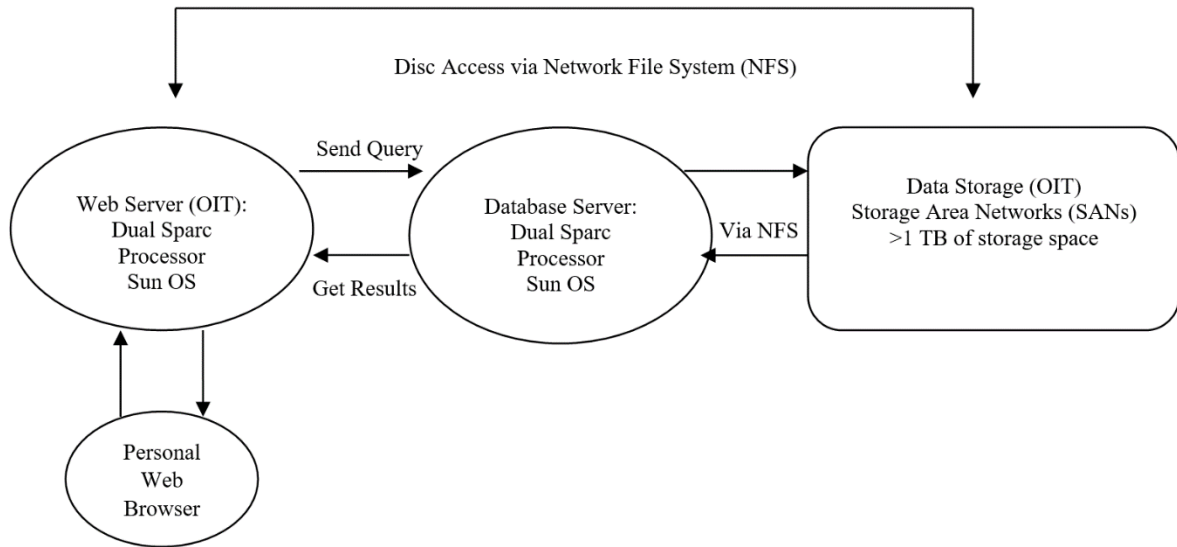 Disc Access via Network File System (NFS)
Send Query
Web Server (OIT):
Dual Sparc
Processor
Sun OS
Get Results
Database Server:
Dual Sparc
Processor
Sun OS
Via NFS
Data Storage (OIT)
Storage Area Networks (SANs)
>1 TB of storage space
Personal
Web
Browser